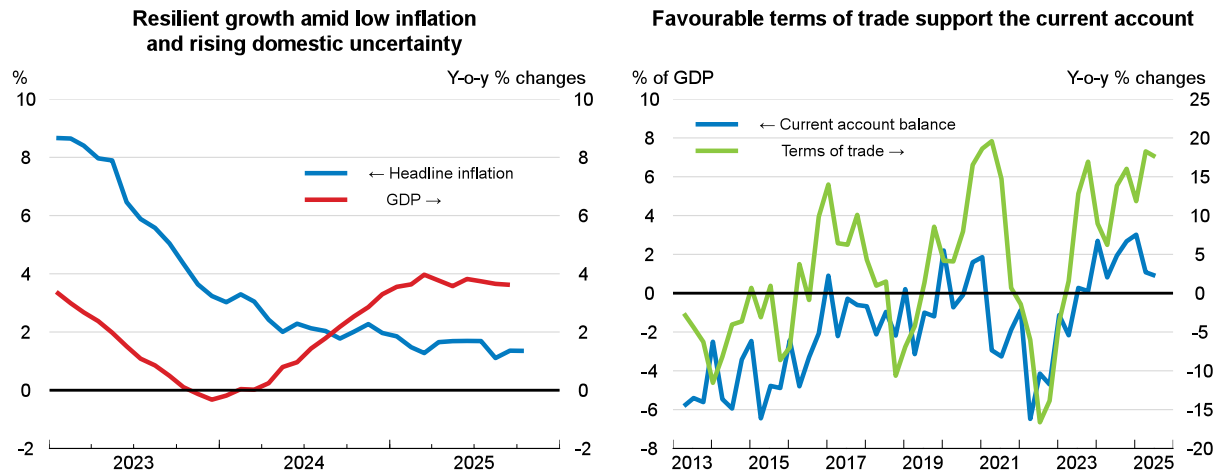 Resilient growth amid low inflation
and rising domestic uncertainty
% Y-o-y % changes
10 10
8 8
6 6
4 4
2 2
0 0
-2 -2
← Headline inflation
GDP →
2023 2024 2025
Favourable terms of trade support the current account
% of GDP Y-o-y % changes
10 25
8 20
6 15
4 10
2 5
0 0
-2 -5
-4 -10
-6 -15
-8 -20
← Current account balance
Terms of trade →
2013 2015 2017 2019 2021 2023 2025